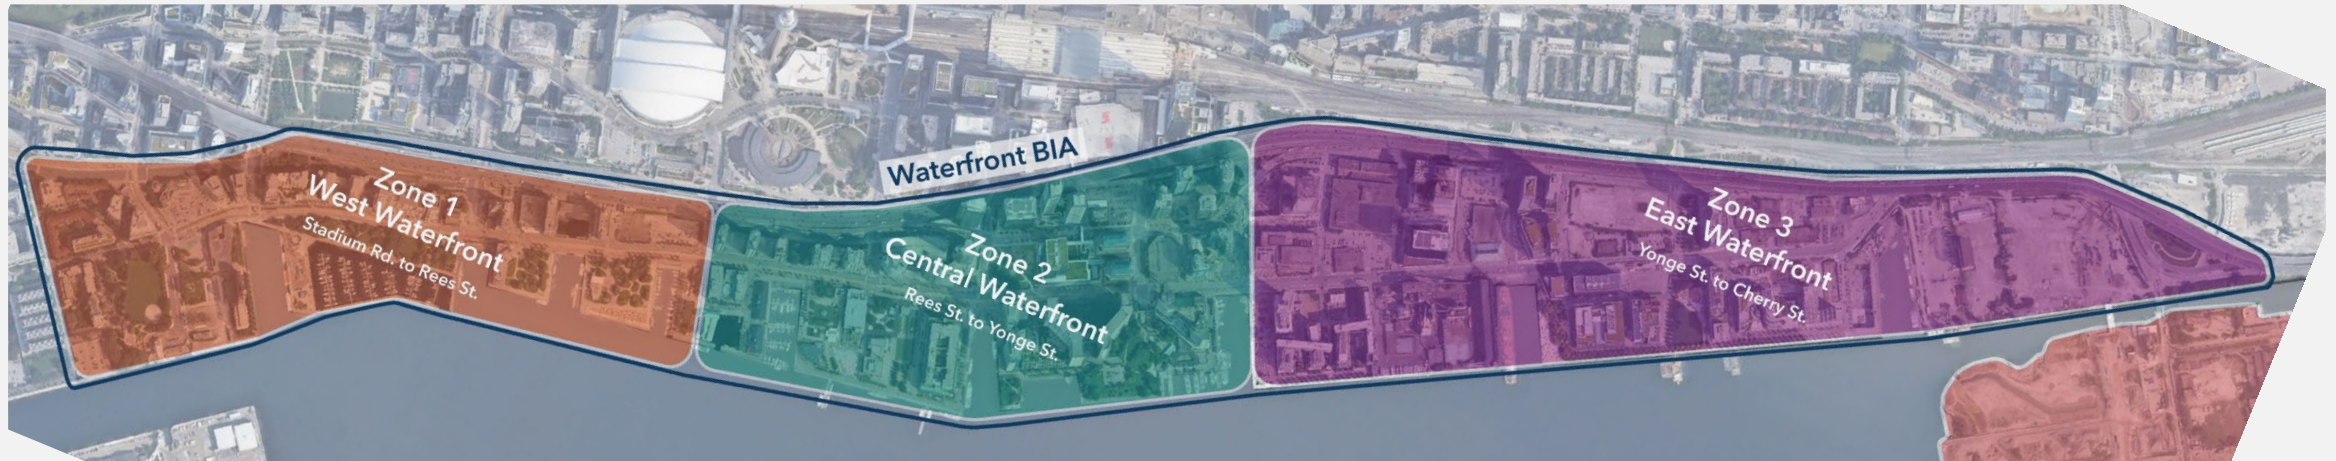 Waterfront BIA
Zone 1
West Waterfront
Stadium Rd. to Rees St.
Zone 2
Central Waterfront
Rees St. to Yonge St.
Zone 3
East Waterfront
Yonge St. to Cherry St.